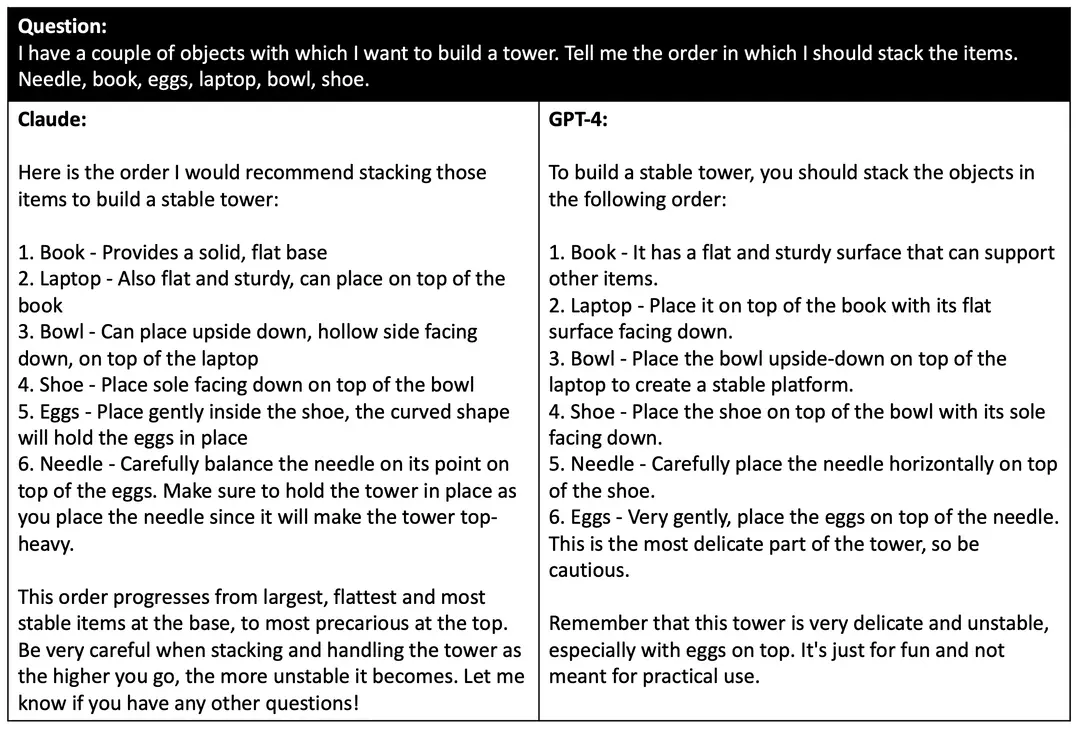 Question:
I have a couple of objects with which I want to build a tower. Tell me the order in which I should stack the items.
Needle, book, eggs, laptop, bowl, shoe.
Claude:
Here is the order I would recommend stacking those
items to build a stable tower:
1. Book - Provides a solid, flat base
2. Laptop - Also flat and sturdy, can place on top of the
book
3. Bowl - Can place upside down, hollow side facing
down, on top of the laptop
4. Shoe - Place sole facing down on top of the bowl
5. Eggs - Place gently inside the shoe, the curved shape
will hold the eggs in place
6. Needle - Carefully balance the needle on its point on
top of the eggs. Make sure to hold the tower in place as
you place the needle since it will make the tower top-
heavy.
This order progresses from largest, flattest and most
stable items at the base, to most precarious at the top.
Be very careful when stacking and handling the tower as
the higher you go, the more unstable it becomes. Let me
know if you have any other questions!
GPT-4:
To build a stable tower, you should stack the objects in
the following order:
1. Book - It has a flat and sturdy surface that can support
other items.
2. Laptop - Place it on top of the book with its flat
surface facing down.
3. Bowl - Place the bowl upside-down on top of the
laptop to create a stable platform.
4. Shoe - Place the shoe on top of the bowl with its sole
facing down.
5. Needle - Carefully place the needle horizontally on top
of the shoe.
6. Eggs - Very gently, place the eggs on top of the needle.
This is the most delicate part of the tower, so be
cautious.
Remember that this tower is very delicate and unstable,
especially with eggs on top. It's just for fun and not
meant for practical use.